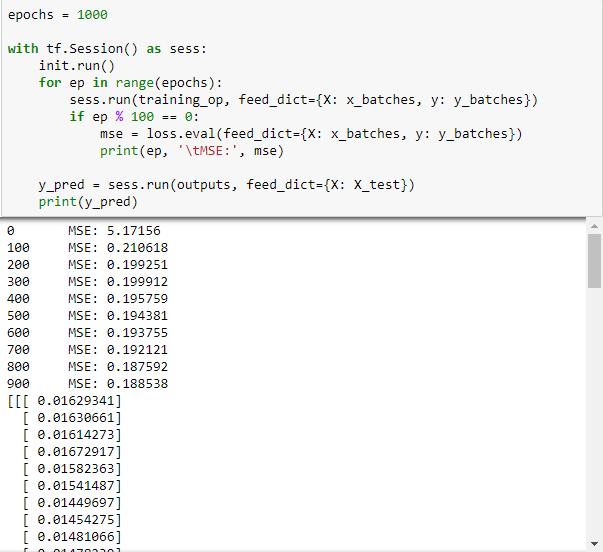 epochs = 1000
with tf.Session() as sess:
    init.run()
    for ep in range(epochs):
        sess.run(training_op, feed_dict={X: x_batches, y: y_batches})
        if ep % 100 == 0:
            mse = loss.eval(feed_dict={X: x_batches, y: y_batches})
            print(ep, '\tMSE:', mse)
    y_pred = sess.run(outputs, feed_dict={X: X_test})
    print(y_pred)
0       MSE: 5.17156
100     MSE: 0.210618
200     MSE: 0.199251
300     MSE: 0.199912
400     MSE: 0.195759
500     MSE: 0.194381
600     MSE: 0.193755
700     MSE: 0.192121
800     MSE: 0.187592
900     MSE: 0.188538
[[[ 0.01629341]
  [ 0.01630661]
  [ 0.01614273]
  [ 0.01672917]
  [ 0.01582363]
  [ 0.01541487]
  [ 0.01449697]
  [ 0.01454275]
  [ 0.01481066]